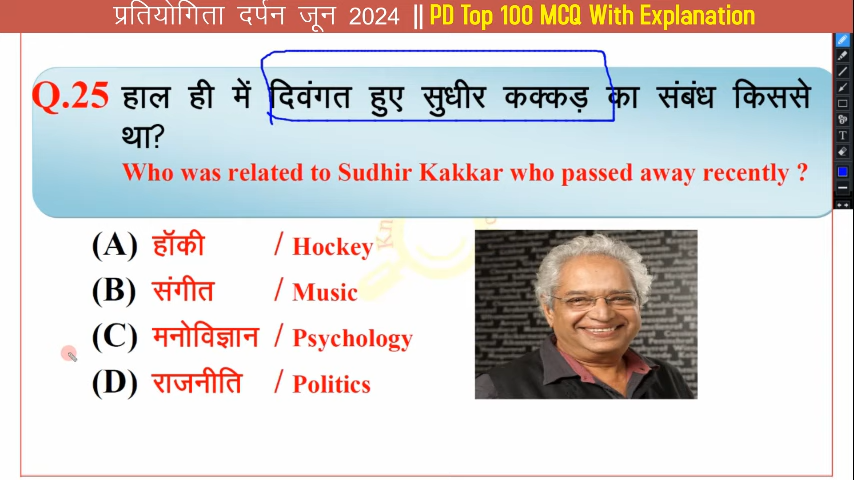 प्रतियोगिता दर्पन जून 2024 || PD Top 100 MCQ With Explanation
Q.25 हाल ही में दिवंगत हुए सुधीर कक्कड़ का संबंध किससे
था?
Who was related to Sudhir Kakkar who passed away recently ?
(A) हॉकी / Hockey
(B) संगीत / Music
(C) मनोविज्ञान / Psychology
(D) राजनीति / Politics